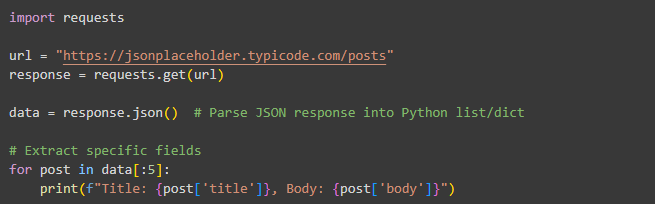 import requests

url = "https://jsonplaceholder.typicode.com/posts"
response = requests.get(url)

data = response.json()  # Parse JSON response into Python list/dict

# Extract specific fields
for post in data[:5]:
    print(f"Title: {post['title']}, Body: {post['body']}")